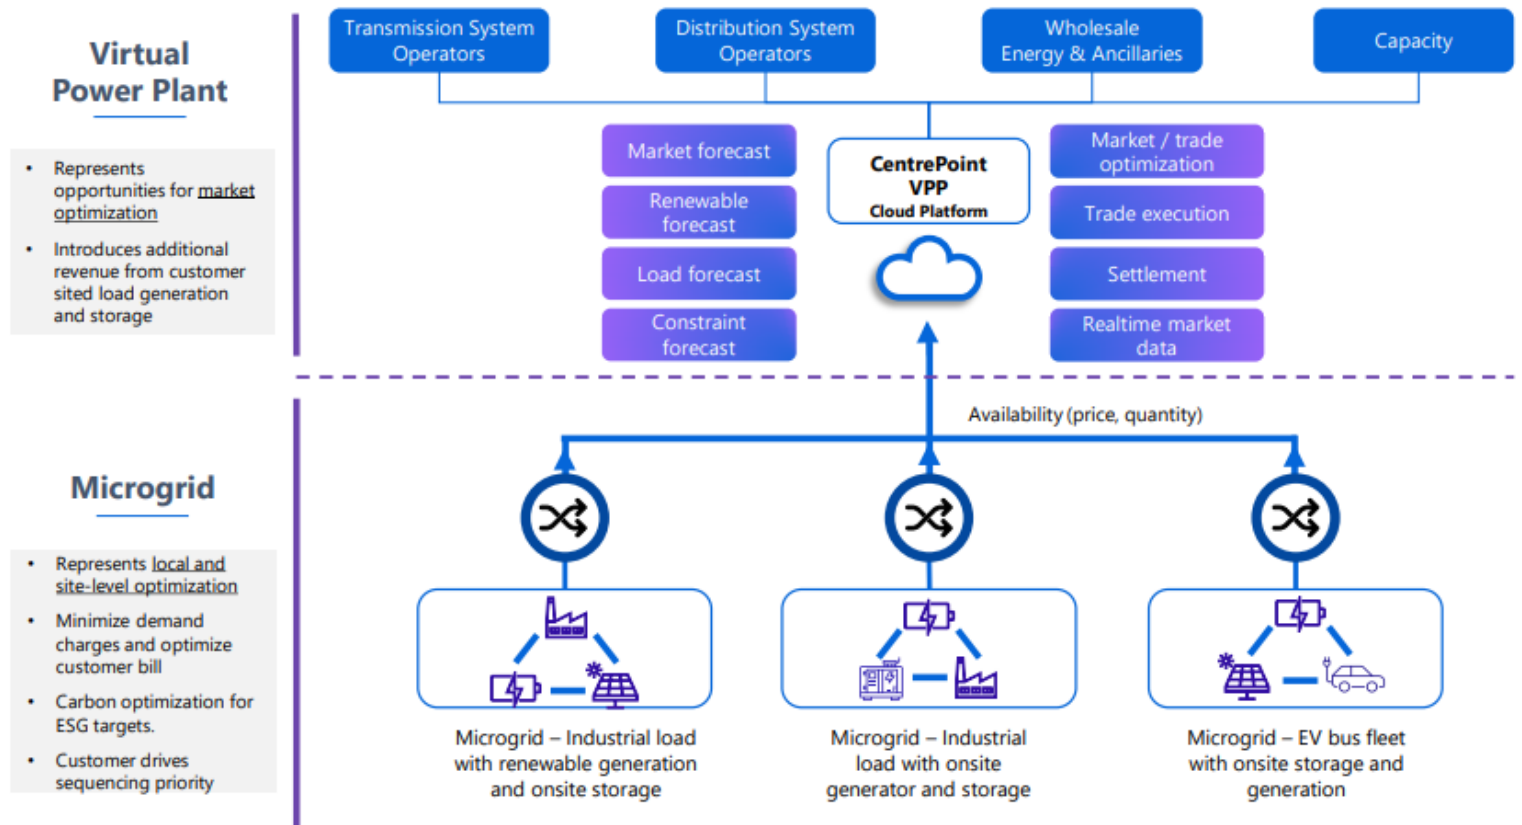 Virtual
Power Plant
• Represents
opportunities for market
optimization
• Introduces additional
revenue from customer
sited load generation
and storage
Transmission System
Operators
Distribution System
Operators
Wholesale
Energy & Ancillaries
Capacity
Market forecast
Renewable
forecast
Load forecast
Constraint
forecast
CentrePoint
VPP
Cloud Platform
Market / trade
optimization
Trade execution
Settlement
Realtime market
data
Availability (price, quantity)
Microgrid
• Represents local and
site-level optimization
• Minimize demand
charges and optimize
customer bill
• Carbon optimization for
ESG targets.
• Customer drives
sequencing priority
Microgrid – Industrial load
with renewable generation
and onsite storage
Microgrid – Industrial
load with onsite
generator and storage
Microgrid – EV bus fleet
with onsite storage and
generation